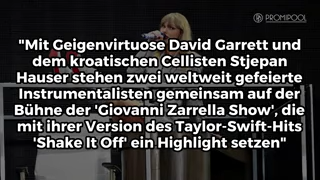 PROMIPOOL
"Mit Geigenvirtuose David Garrett und
dem kroatischen Cellisten Stjepan
Hauser stehen zwei weltweit gefeierte
Instrumentalisten gemeinsam auf der
Bühne der 'Giovanni Zarrella Show', die
mit ihrer Version des Taylor-Swift-Hits
'Shake It Off' ein Highlight setzen"